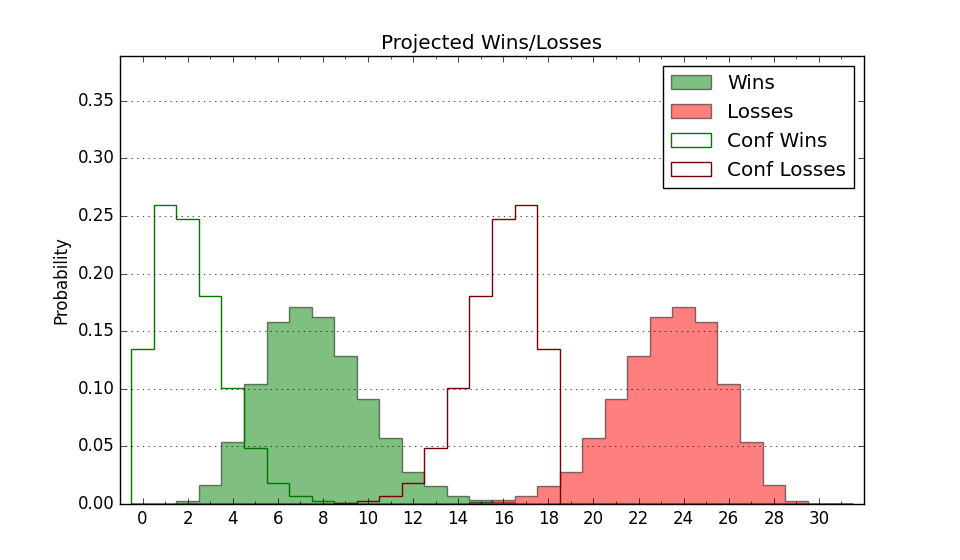 Projected Wins/Losses
Wins
Losses
Conf Wins
Conf Losses
Probability
0.35
0.30
0.25
0.20
0.15
0.10
0.05
0.00
0 2 4 6 8 10 12 14 16 18 20 22 24 26 28 30